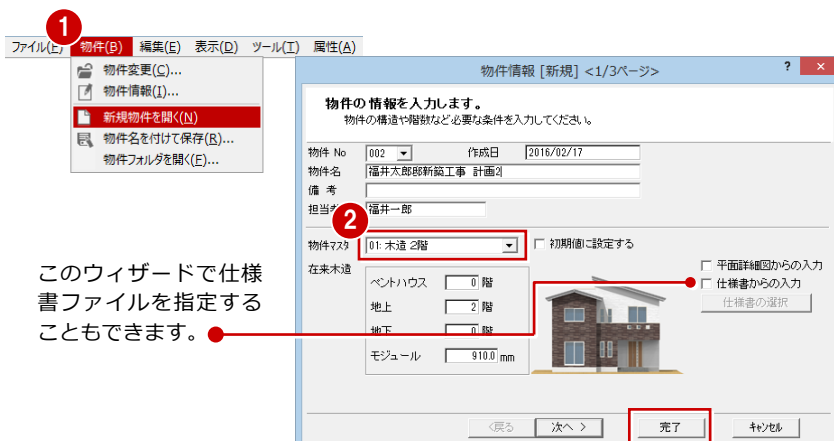 1
ファイル(F) 物件(B) 編集(E) 表示(D) ツール(T) 属性(A)
物件変更(C)...
物件情報(I)...
新規物件を開く(N)
物件名を付けて保存(R)...
物件フォルダを開く(F)...
物件情報 [新規] <1/3ページ> ? ×
物件の情報を入力します。
物件の構造や階数など必要な条件を入力してください。
物件 No 002 作成日 2016/02/17
物件名 福井太郎邸新築工事 計画2
備 考
担当者 福井一郎
2
物件マスタ 01: 木造 2階 初期値に設定する
在来木造
ペントハウス 0 階
地上 2 階
地下 0 階
モジュール 910.0 mm
平面詳細図からの入力
仕様書からの入力
仕様書の選択
このウィザードで仕様
書ファイルを指定する
こともできます。
<戻る 次へ > 完了 キャンセル